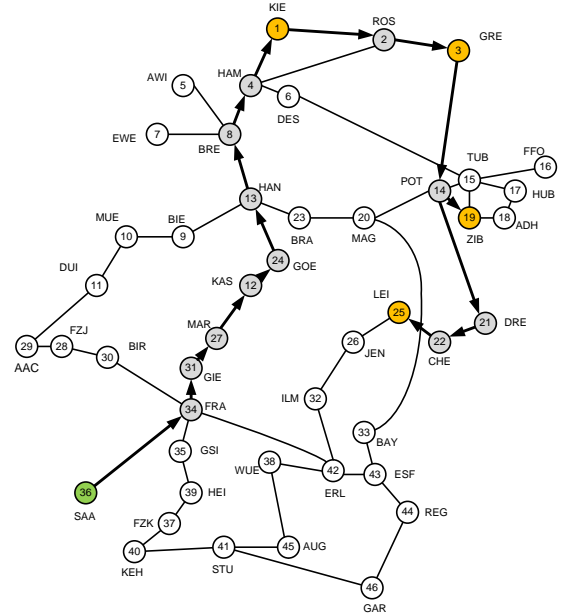 KIE
1
ROS
2
GRE
3
HAM
4
AWI
5
6
DES
EWE
7
8
BRE
TUB
15
FFO
16
POT
14
17
HUB
19
ZIB
18
ADH
HAN
13
MUE
10
BIE
9
23
BRA
20
MAG
24
GOE
KAS
12
DUI
11
LEI
25
21
DRE
22
CHE
MAR
27
26
JEN
FZJ
29
28
AAC
30
BIR
31
GIE
ILM
32
34
FRA
33
BAY
35
GSI
WUE
38
42
ERL
43
ESF
36
SAA
39
HEI
44
REG
FZK
37
40
KEH
41
STU
45
AUG
46
GAR